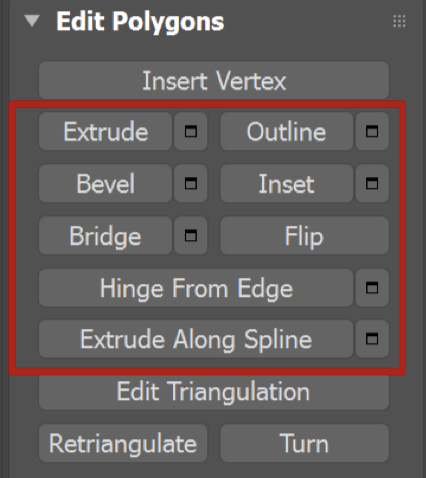 Edit Polygons
Insert Vertex
Extrude Outline
Bevel Inset
Bridge Flip
Hinge From Edge
Extrude Along Spline
Edit Triangulation
Retriangulate Turn